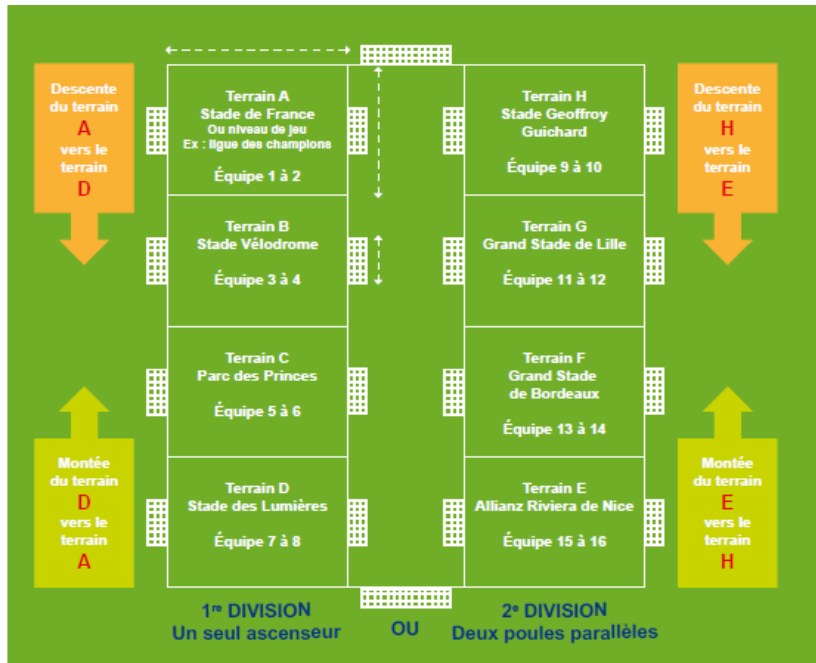 Descente
du terrain
A
vers le
terrain
D
Montée
du terrain
D
vers le
terrain
A
Terrain A
Stade de France
Ou niveau de jeu
Ex : ligue des champions
Équipe 1 à 2
Terrain B
Stade Vélodrome
Équipe 3 à 4
Terrain C
Parc des Princes
Équipe 5 à 6
Terrain D
Stade des Lumières
Équipe 7 à 8
Terrain H
Stade Geoffroy
Guichard
Équipe 9 à 10
Terrain G
Grand Stade de Lille
Équipe 11 à 12
Terrain F
Grand Stade
de Bordeaux
Équipe 13 à 14
Terrain E
Allianz Riviera de Nice
Équipe 15 à 16
Descente
du terrain
H
vers le
terrain
E
Montée
du terrain
E
vers le
terrain
H
1re DIVISION
Un seul ascenseur
OU
2e DIVISION
Deux poules parallèles